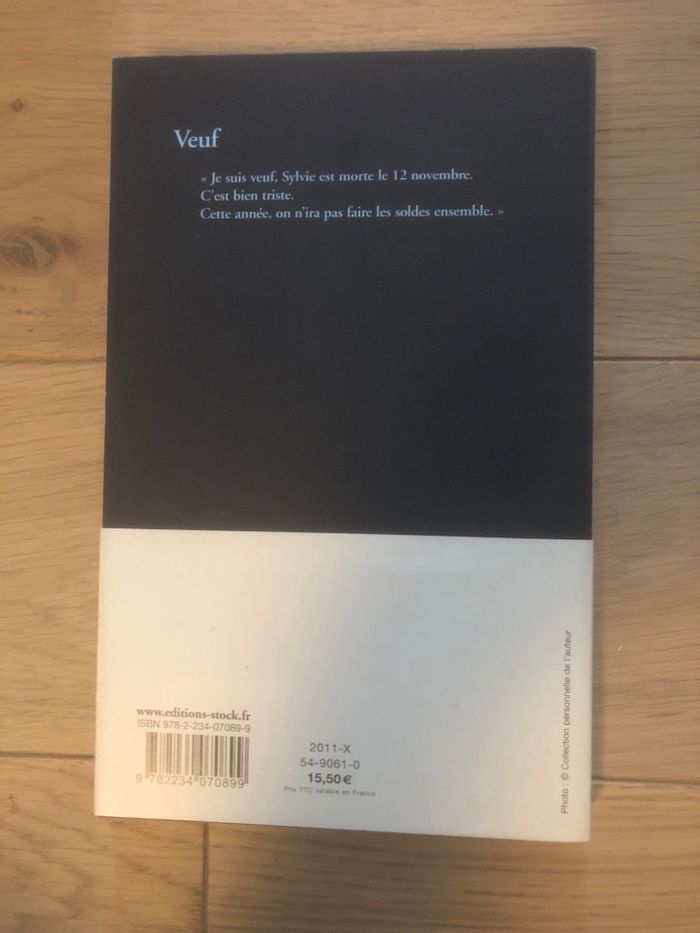 Veuf
« Je suis veuf, Sylvie est morte le 12 novembre.
C'est bien triste.
Cette année, on n'ira pas faire les soldes ensemble. »
www.editions-stock.fr
ISBN 978-2-234-07089-9
9 782234 070899
2011-X
54-9061-0
15,50 €
Prix TTC valable en France
Photo : © Collection personnelle de l'auteur